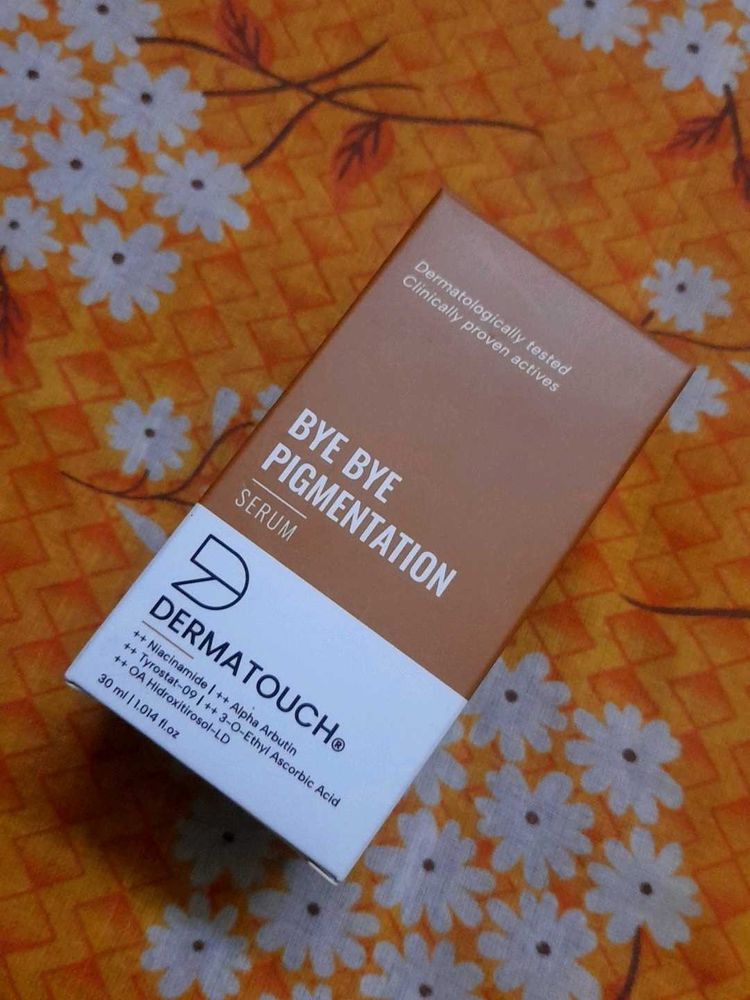 Dermatologically tested
Clinically proven actives
BYE BYE
PIGMENTATION
SERUM
DERMATOUCH®
++ Niacinamide | ++ Alpha Arbutin
++ Tyrostat-09 | ++ 3-O-Ethyl Ascorbic Acid
++ OA Hidroxitirosol-LD
30 ml | 1.014 fl.oz